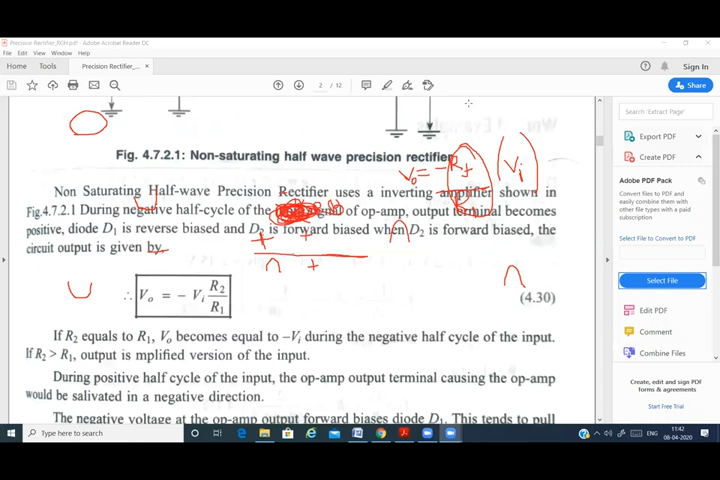 Precision Rectifier_RGH.pdf - Adobe Acrobat Reader DC
File Edit View Window Help
Home Tools Precision Rectifier_... × Sign In
2 / 12 Share
Fig. 4.7.2.1: Non-saturating half wave precision rectifier
Vo = - Rf (Vi)
Non Saturating Half-wave Precision Rectifier uses a inverting amplifier shown in
Fig.4.7.2.1 During negative half-cycle of the of op-amp, output terminal becomes
positive, diode D1 is reverse biased and D2 is forward biased when D2 is forward biased, the
circuit output is given by
∴ Vo = - Vi R2/R1 (4.30)
If R2 equals to R1, Vo becomes equal to –Vi during the negative half cycle of the input.
If R2 > R1, output is mplified version of the input.
During positive half cycle of the input, the op-amp output terminal causing the op-amp
would be salivated in a negative direction.
The negative voltage at the op-amp output forward biases diode D1. This tends to pull
Search 'Comment'
Export PDF
Create PDF
Adobe PDF Pack
Convert files to PDF and
easily combine them with
other file types with a paid
subscription
Select File to Convert to PDF
Select File
Edit PDF
Comment
Combine Files
Create, edit and sign PDF
forms & agreements
Start Free Trial
Type here to search
ENG
11:42
08-04-2020